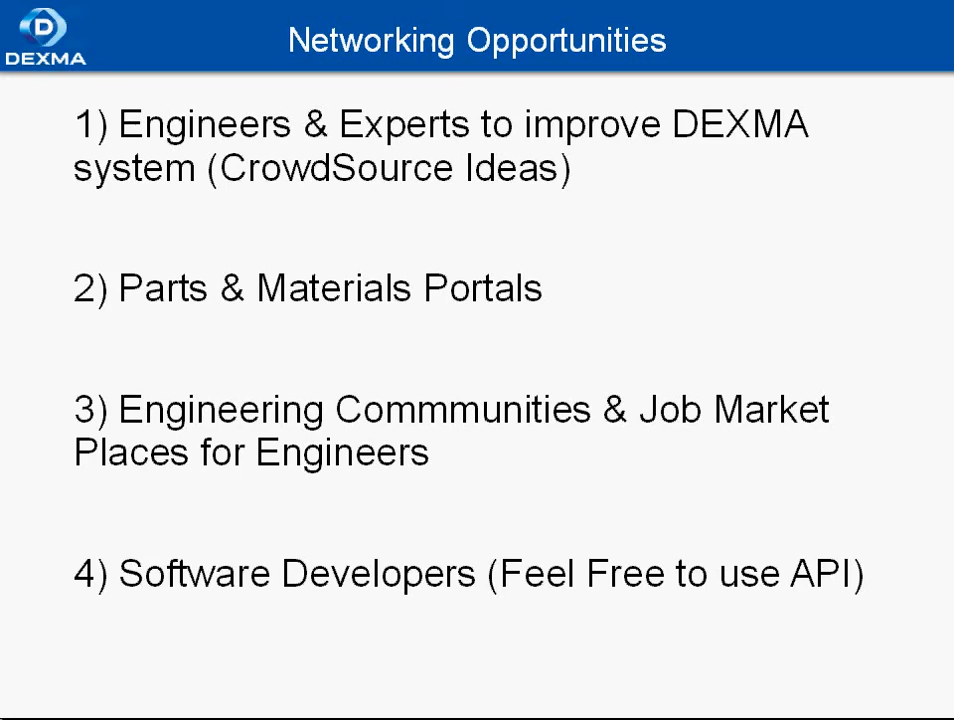 DEXMA
Networking Opportunities
1) Engineers & Experts to improve DEXMA
system (CrowdSource Ideas)
2) Parts & Materials Portals
3) Engineering Commmunities & Job Market
Places for Engineers
4) Software Developers (Feel Free to use API)